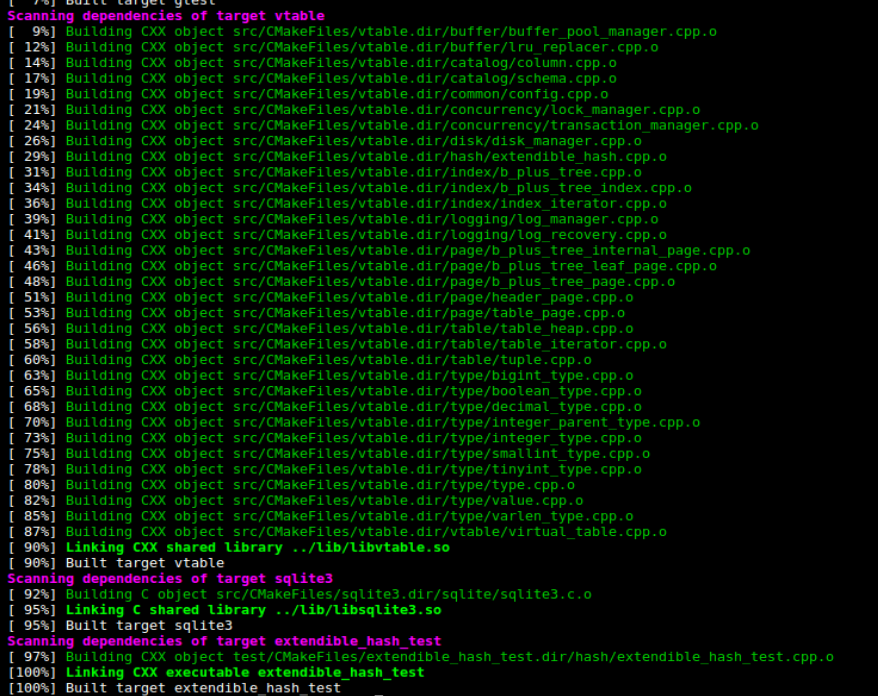 [  7%] Built target gtest
Scanning dependencies of target vtable
[  9%] Building CXX object src/CMakeFiles/vtable.dir/buffer/buffer_pool_manager.cpp.o
[ 12%] Building CXX object src/CMakeFiles/vtable.dir/buffer/lru_replacer.cpp.o
[ 14%] Building CXX object src/CMakeFiles/vtable.dir/catalog/column.cpp.o
[ 17%] Building CXX object src/CMakeFiles/vtable.dir/catalog/schema.cpp.o
[ 19%] Building CXX object src/CMakeFiles/vtable.dir/common/config.cpp.o
[ 21%] Building CXX object src/CMakeFiles/vtable.dir/concurrency/lock_manager.cpp.o
[ 24%] Building CXX object src/CMakeFiles/vtable.dir/concurrency/transaction_manager.cpp.o
[ 26%] Building CXX object src/CMakeFiles/vtable.dir/disk/disk_manager.cpp.o
[ 29%] Building CXX object src/CMakeFiles/vtable.dir/hash/extendible_hash.cpp.o
[ 31%] Building CXX object src/CMakeFiles/vtable.dir/index/b_plus_tree.cpp.o
[ 34%] Building CXX object src/CMakeFiles/vtable.dir/index/b_plus_tree_index.cpp.o
[ 36%] Building CXX object src/CMakeFiles/vtable.dir/index/index_iterator.cpp.o
[ 39%] Building CXX object src/CMakeFiles/vtable.dir/logging/log_manager.cpp.o
[ 41%] Building CXX object src/CMakeFiles/vtable.dir/logging/log_recovery.cpp.o
[ 43%] Building CXX object src/CMakeFiles/vtable.dir/page/b_plus_tree_internal_page.cpp.o
[ 46%] Building CXX object src/CMakeFiles/vtable.dir/page/b_plus_tree_leaf_page.cpp.o
[ 48%] Building CXX object src/CMakeFiles/vtable.dir/page/b_plus_tree_page.cpp.o
[ 51%] Building CXX object src/CMakeFiles/vtable.dir/page/header_page.cpp.o
[ 53%] Building CXX object src/CMakeFiles/vtable.dir/page/table_page.cpp.o
[ 56%] Building CXX object src/CMakeFiles/vtable.dir/table/table_heap.cpp.o
[ 58%] Building CXX object src/CMakeFiles/vtable.dir/table/table_iterator.cpp.o
[ 60%] Building CXX object src/CMakeFiles/vtable.dir/table/tuple.cpp.o
[ 63%] Building CXX object src/CMakeFiles/vtable.dir/type/bigint_type.cpp.o
[ 65%] Building CXX object src/CMakeFiles/vtable.dir/type/boolean_type.cpp.o
[ 68%] Building CXX object src/CMakeFiles/vtable.dir/type/decimal_type.cpp.o
[ 70%] Building CXX object src/CMakeFiles/vtable.dir/type/integer_parent_type.cpp.o
[ 73%] Building CXX object src/CMakeFiles/vtable.dir/type/integer_type.cpp.o
[ 75%] Building CXX object src/CMakeFiles/vtable.dir/type/smallint_type.cpp.o
[ 78%] Building CXX object src/CMakeFiles/vtable.dir/type/tinyint_type.cpp.o
[ 80%] Building CXX object src/CMakeFiles/vtable.dir/type/type.cpp.o
[ 82%] Building CXX object src/CMakeFiles/vtable.dir/type/value.cpp.o
[ 85%] Building CXX object src/CMakeFiles/vtable.dir/type/varlen_type.cpp.o
[ 87%] Building CXX object src/CMakeFiles/vtable.dir/vtable/virtual_table.cpp.o
[ 90%] Linking CXX shared library ../lib/libvtable.so
[ 90%] Built target vtable
Scanning dependencies of target sqlite3
[ 92%] Building C object src/CMakeFiles/sqlite3.dir/sqlite/sqlite3.c.o
[ 95%] Linking C shared library ../lib/libsqlite3.so
[ 95%] Built target sqlite3
Scanning dependencies of target extendible_hash_test
[ 97%] Building CXX object test/CMakeFiles/extendible_hash_test.dir/hash/extendible_hash_test.cpp.o
[100%] Linking CXX executable extendible_hash_test
[100%] Built target extendible_hash_test